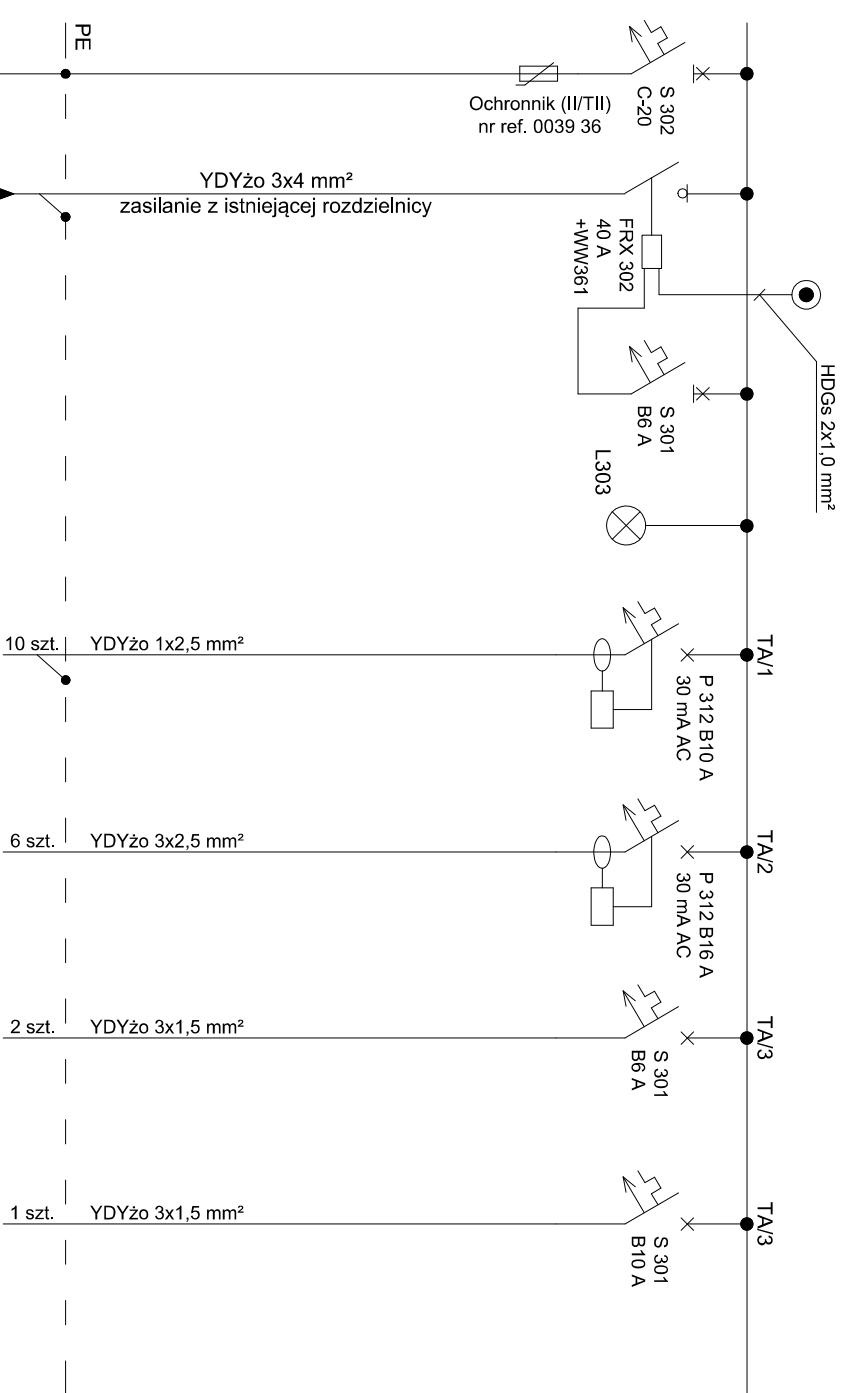 PE
S 302
C-20
Ochronnik (II/TII)
nr ref. 0039 36
YDYżo 3x4 mm²
zasilanie z istniejącej rozdzielnicy
FRX 302
40 A
+WW361
HDGs 2x1,0 mm²
S 301
B6 A
L303
TA/1
P 312 B10 A
30 mA AC
10 szt.
YDYżo 1x2,5 mm²
TA/2
P 312 B16 A
30 mA AC
6 szt.
YDYżo 3x2,5 mm²
TA/3
S 301
B6 A
2 szt.
YDYżo 3x1,5 mm²
TA/3
S 301
B10 A
1 szt.
YDYżo 3x1,5 mm²